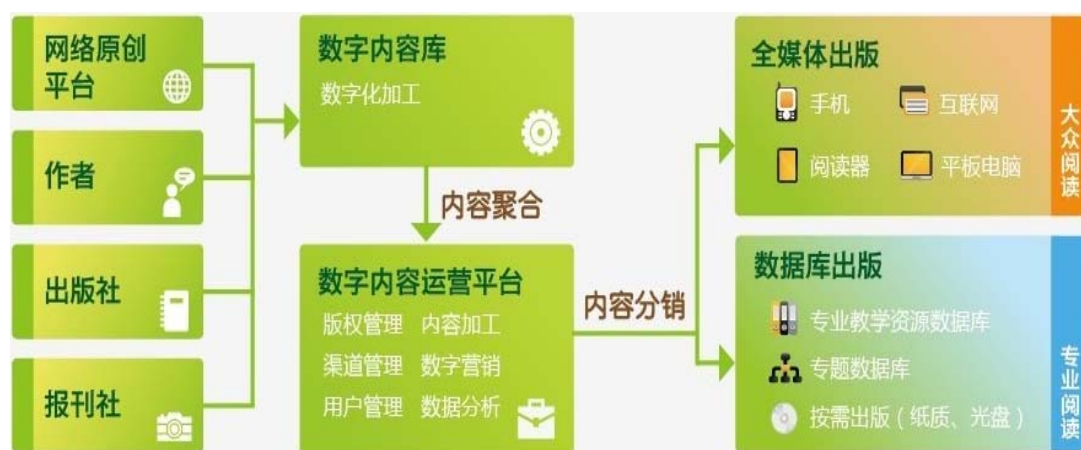 网络原创
平台
作者
出版社
报刊社
数字内容库
数字化加工
内容聚合
数字内容运营平台
版权管理 内容加工
渠道管理 数字营销
用户管理 数据分析
内容分销
全媒体出版
手机 互联网
阅读器 平板电脑
大众阅读
数据库出版
专业教学资源数据库
专题数据库
按需出版（纸质、光盘）
专业阅读